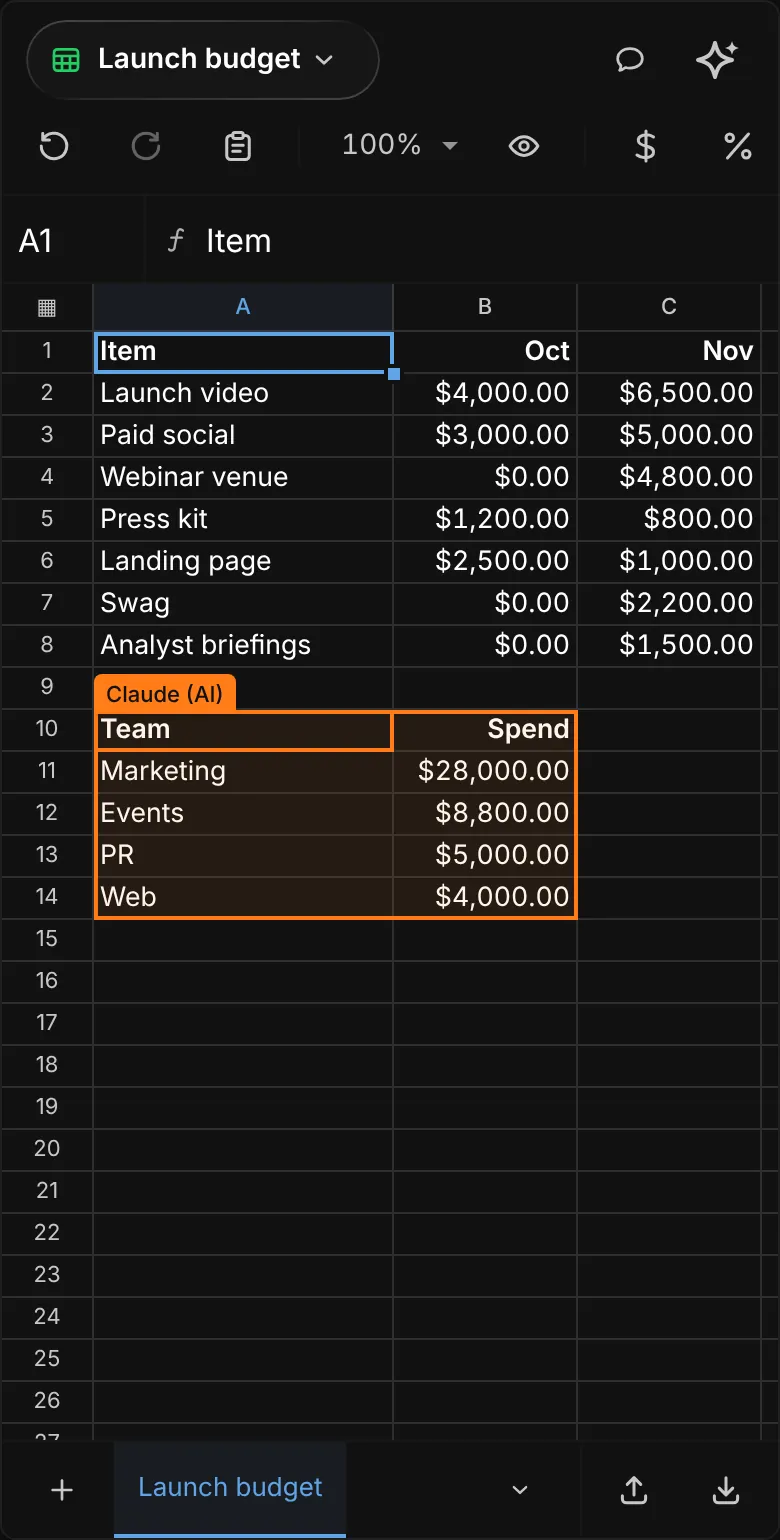 Launch budget
100% $ %
A1 f Item
A B C
1 Item Oct Nov
2 Launch video $4,000.00 $6,500.00
3 Paid social $3,000.00 $5,000.00
4 Webinar venue $0.00 $4,800.00
5 Press kit $1,200.00 $800.00
6 Landing page $2,500.00 $1,000.00
7 Swag $0.00 $2,200.00
8 Analyst briefings $0.00 $1,500.00
9 Claude (AI)
10 Team Spend
11 Marketing $28,000.00
12 Events $8,800.00
13 PR $5,000.00
14 Web $4,000.00
15
16
17
18
19
20
21
22
23
24
25
26
27
Launch budget